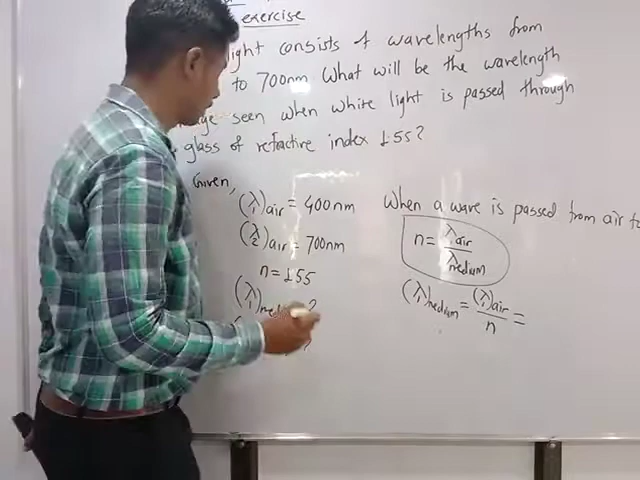 exercise
light consists of wavelengths from
to 700nm What will be the wavelength
seen when white light is passed through
glass of refractive index 1.55?
Given,
(λ₁)air = 400nm
(λ₂)air = 700nm
n = 1.55
(λ₁)medium ?
?
When a wave is passed from air to
n = λair / λmedium
(λ₁)medium = (λ₁)air / n =